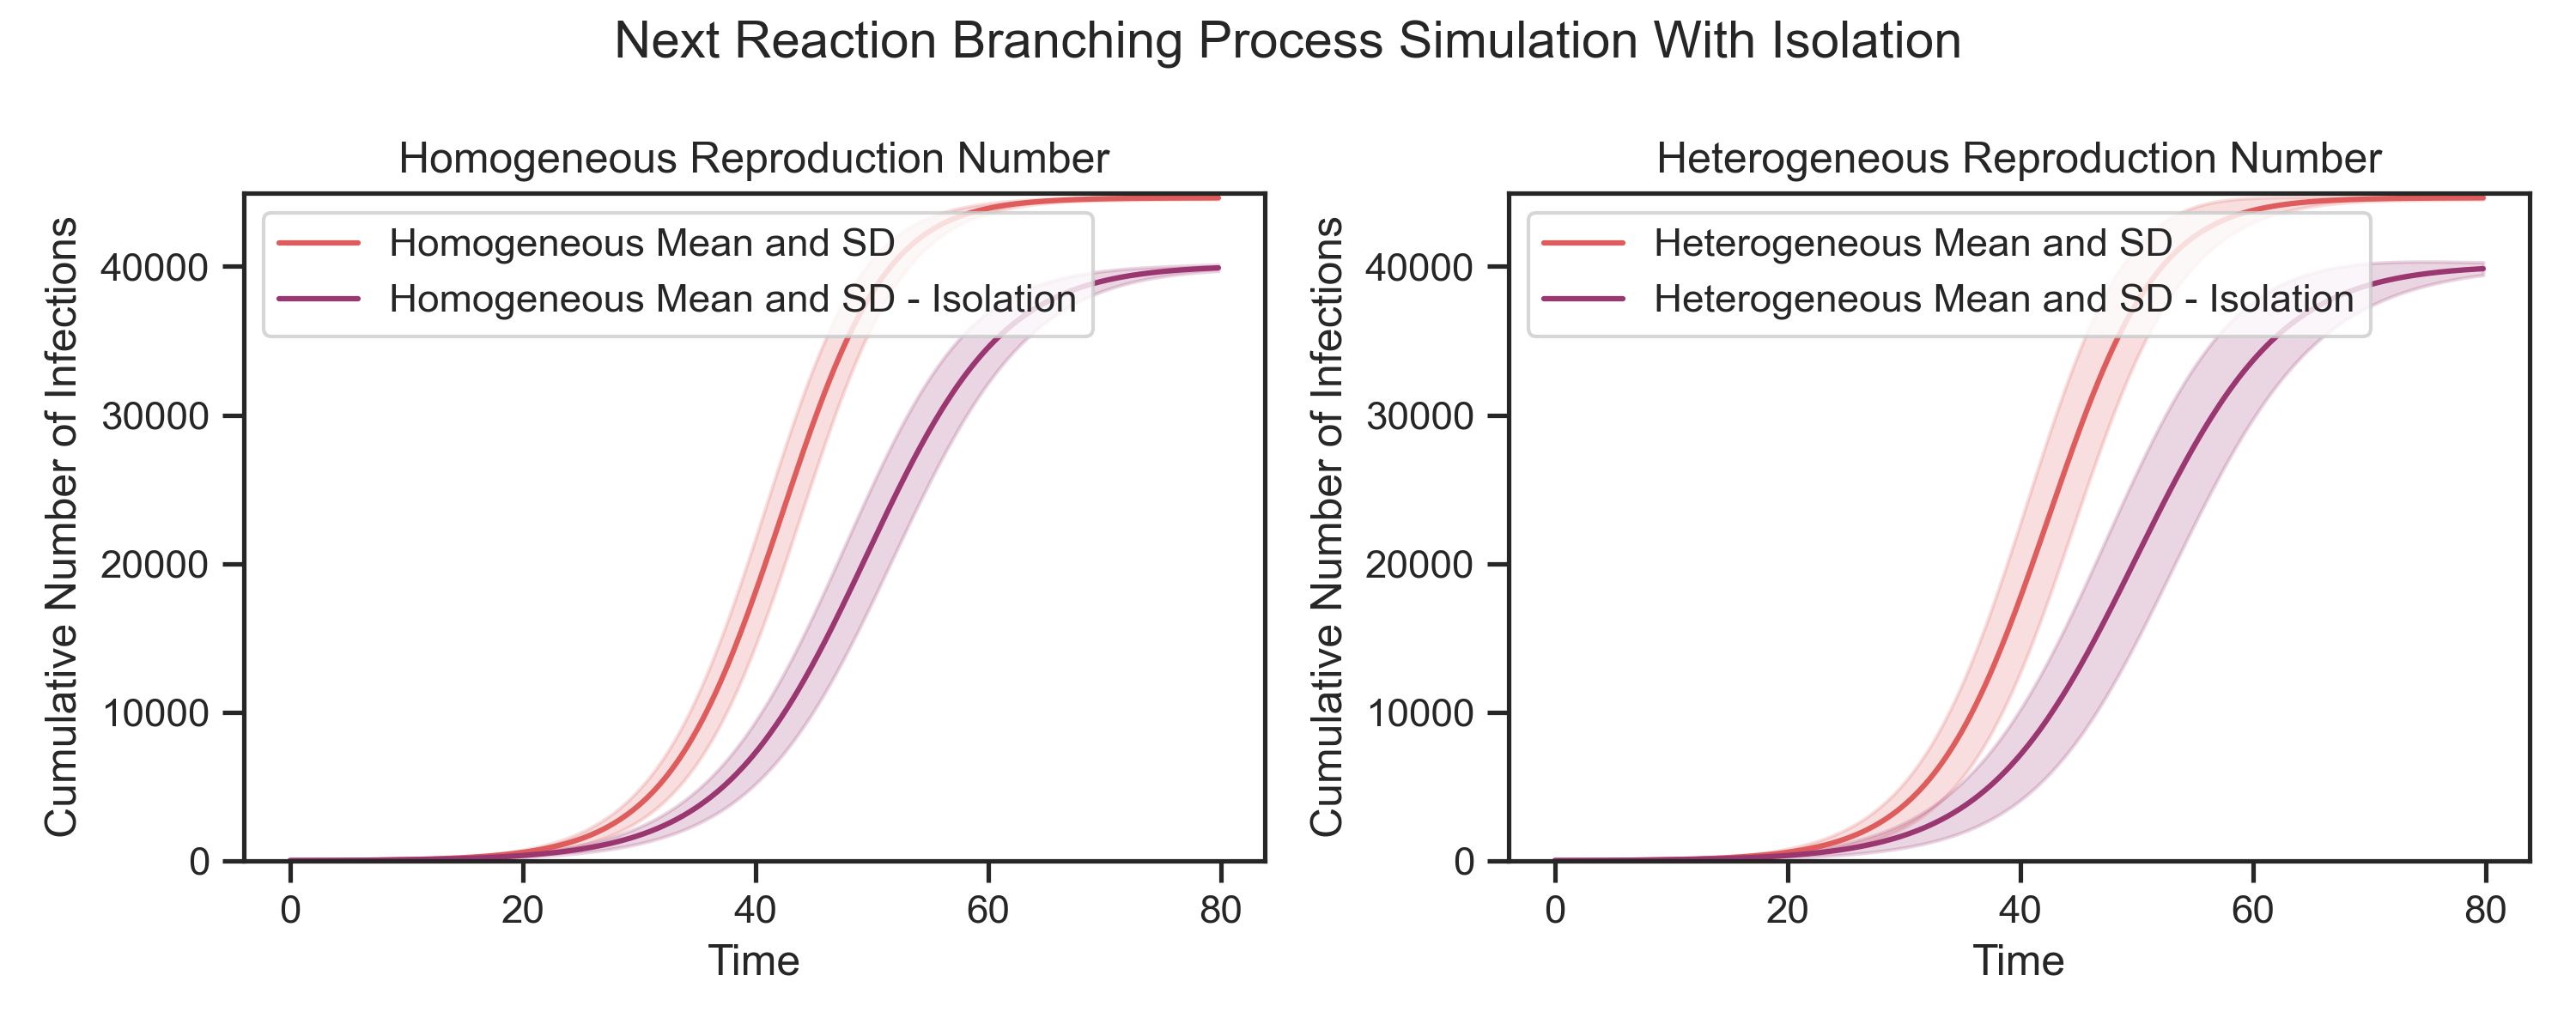 Next Reaction Branching Process Simulation With Isolation
Homogeneous Reproduction Number
Homogeneous Mean and SD
Homogeneous Mean and SD - Isolation
Cumulative Number of Infections
40000
30000
20000
10000
0
0 20 40 60 80
Time
Heterogeneous Reproduction Number
Heterogeneous Mean and SD
Heterogeneous Mean and SD - Isolation
Cumulative Number of Infections
40000
30000
20000
10000
0
0 20 40 60 80
Time